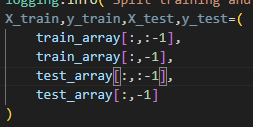 logging.info("Split training and
X_train,y_train,X_test,y_test=(
train_array[:,:-1],
train_array[:,-1],
test_array[:,:-1],
test_array[:,-1]
)